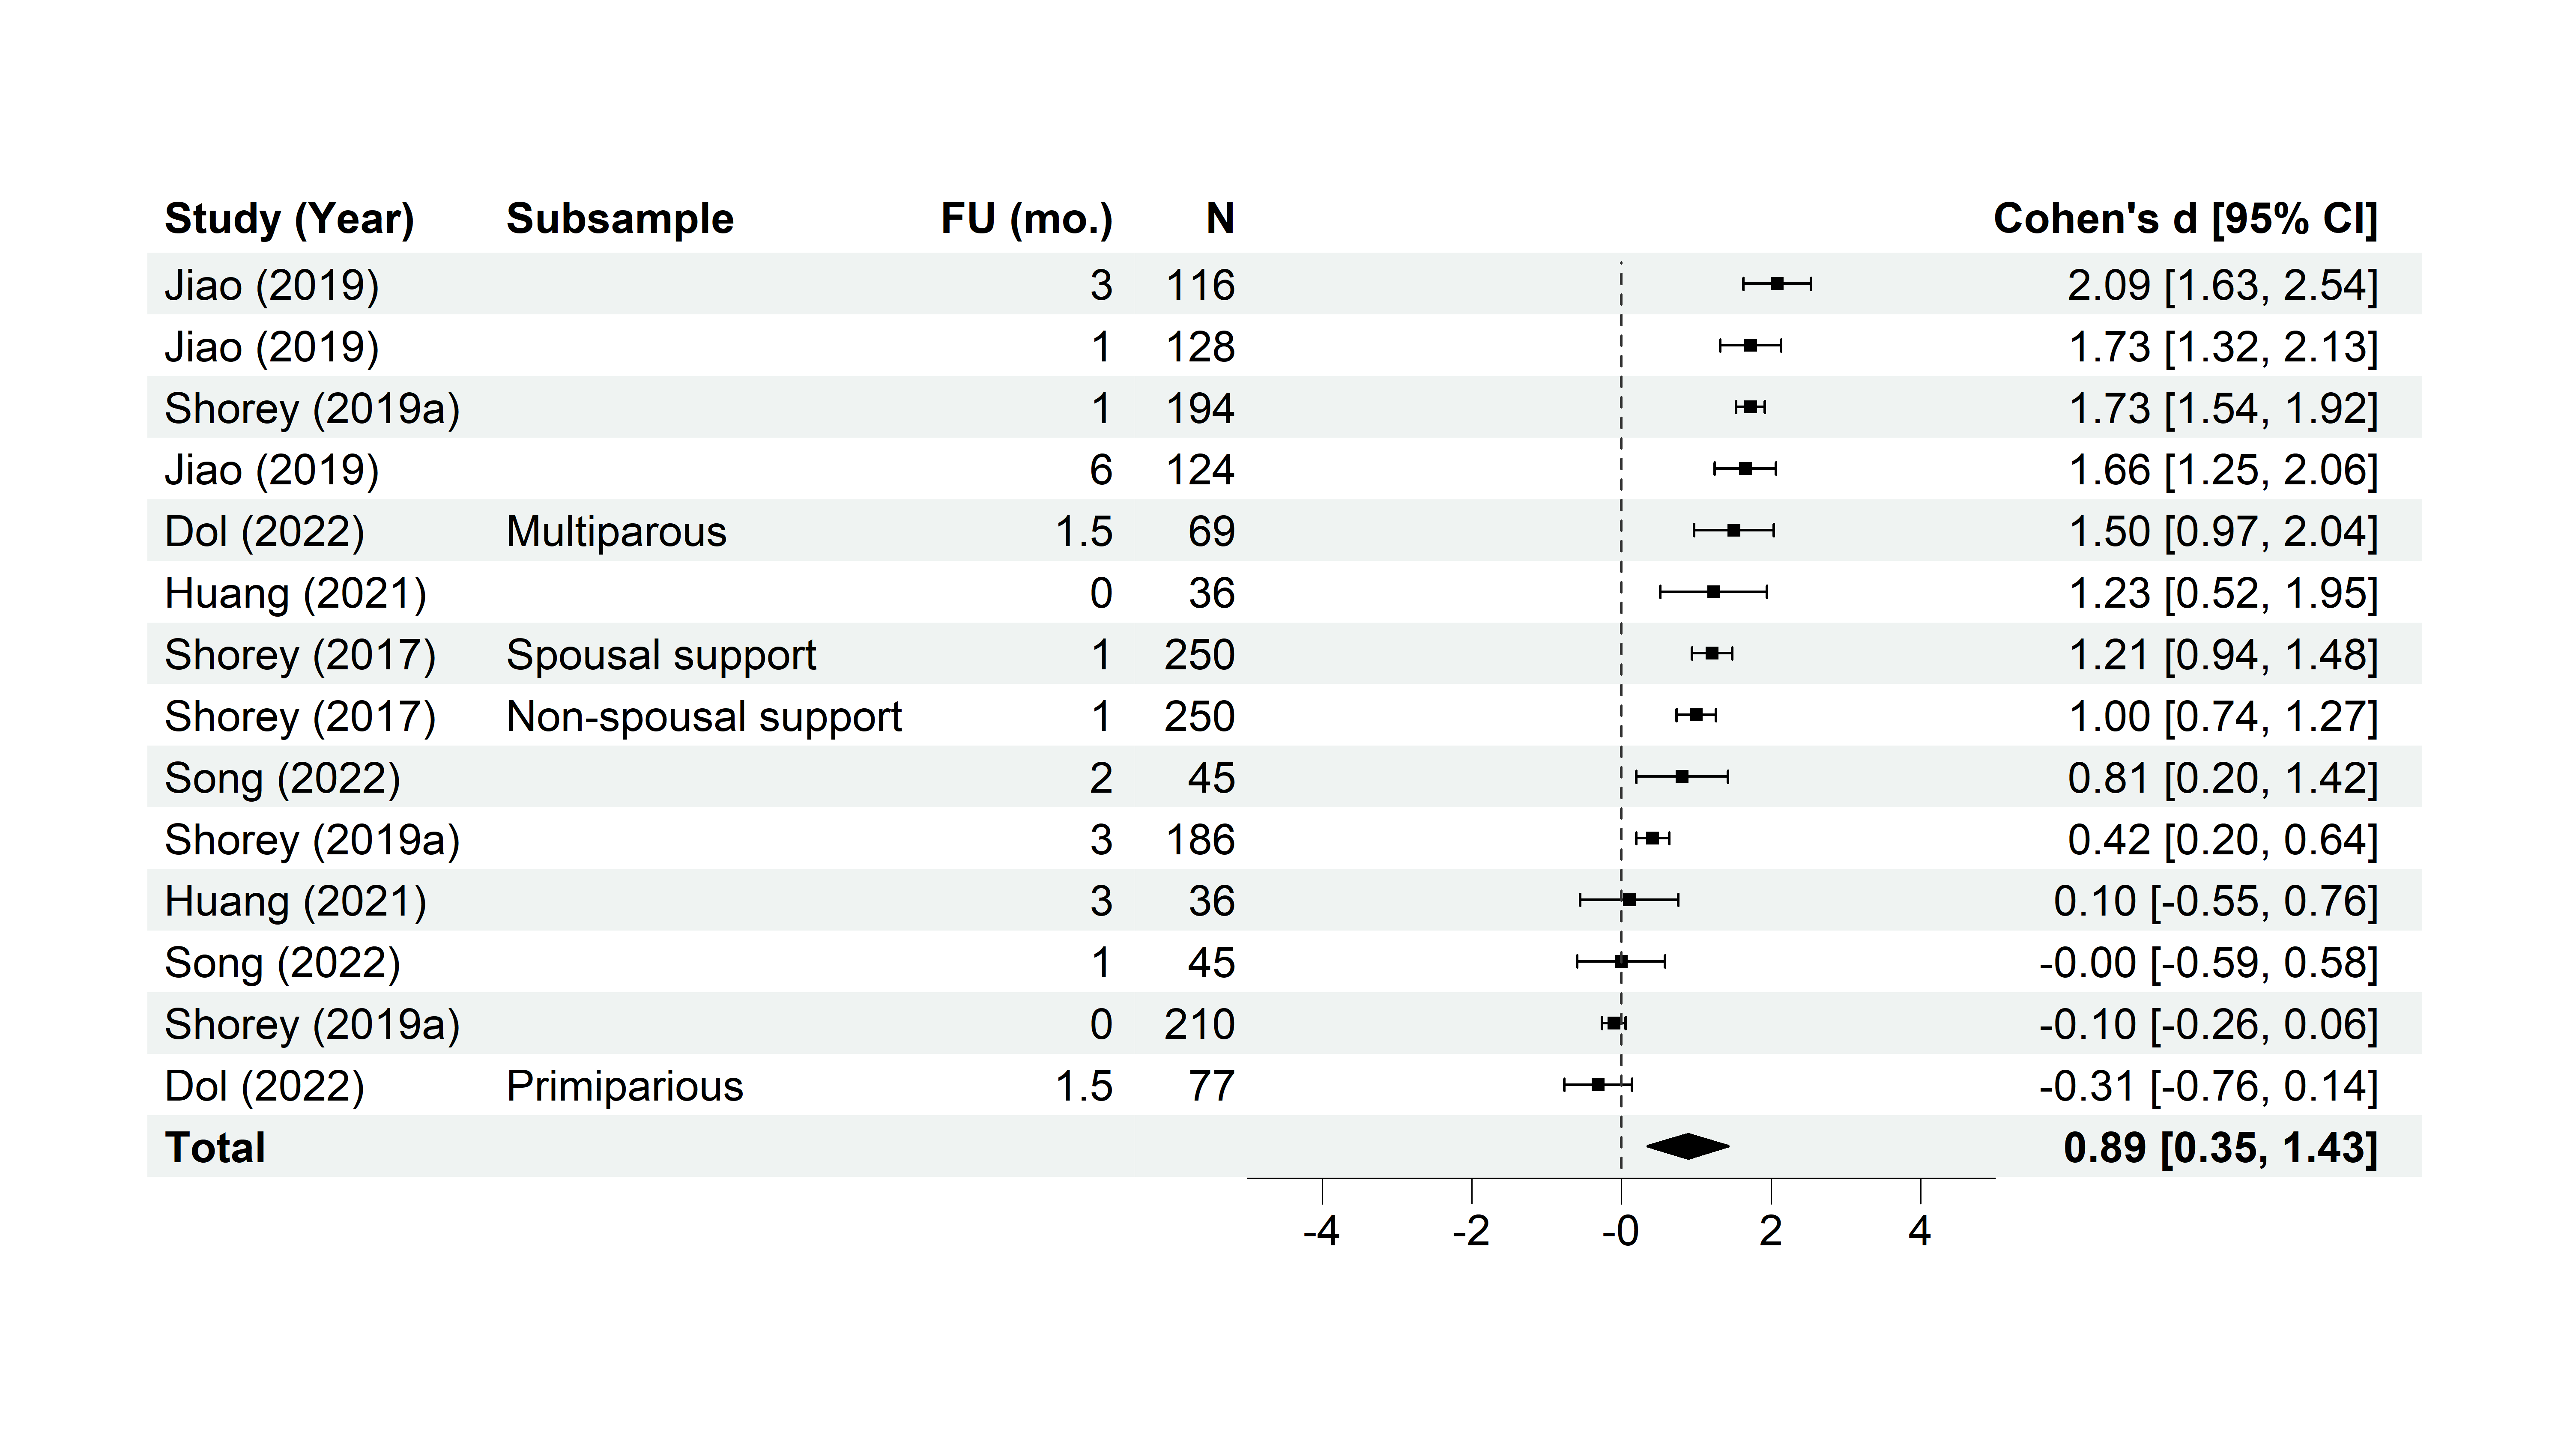 Study (Year) Subsample FU (mo.) N Cohen's d [95% CI]
Jiao (2019) 3 116 2.09 [1.63, 2.54]
Jiao (2019) 1 128 1.73 [1.32, 2.13]
Shorey (2019a) 1 194 1.73 [1.54, 1.92]
Jiao (2019) 6 124 1.66 [1.25, 2.06]
Dol (2022) Multiparous 1.5 69 1.50 [0.97, 2.04]
Huang (2021) 0 36 1.23 [0.52, 1.95]
Shorey (2017) Spousal support 1 250 1.21 [0.94, 1.48]
Shorey (2017) Non-spousal support 1 250 1.00 [0.74, 1.27]
Song (2022) 2 45 0.81 [0.20, 1.42]
Shorey (2019a) 3 186 0.42 [0.20, 0.64]
Huang (2021) 3 36 0.10 [-0.55, 0.76]
Song (2022) 1 45 -0.00 [-0.59, 0.58]
Shorey (2019a) 0 210 -0.10 [-0.26, 0.06]
Dol (2022) Primiparious 1.5 77 -0.31 [-0.76, 0.14]
Total 0.89 [0.35, 1.43]
-4 -2 -0 2 4